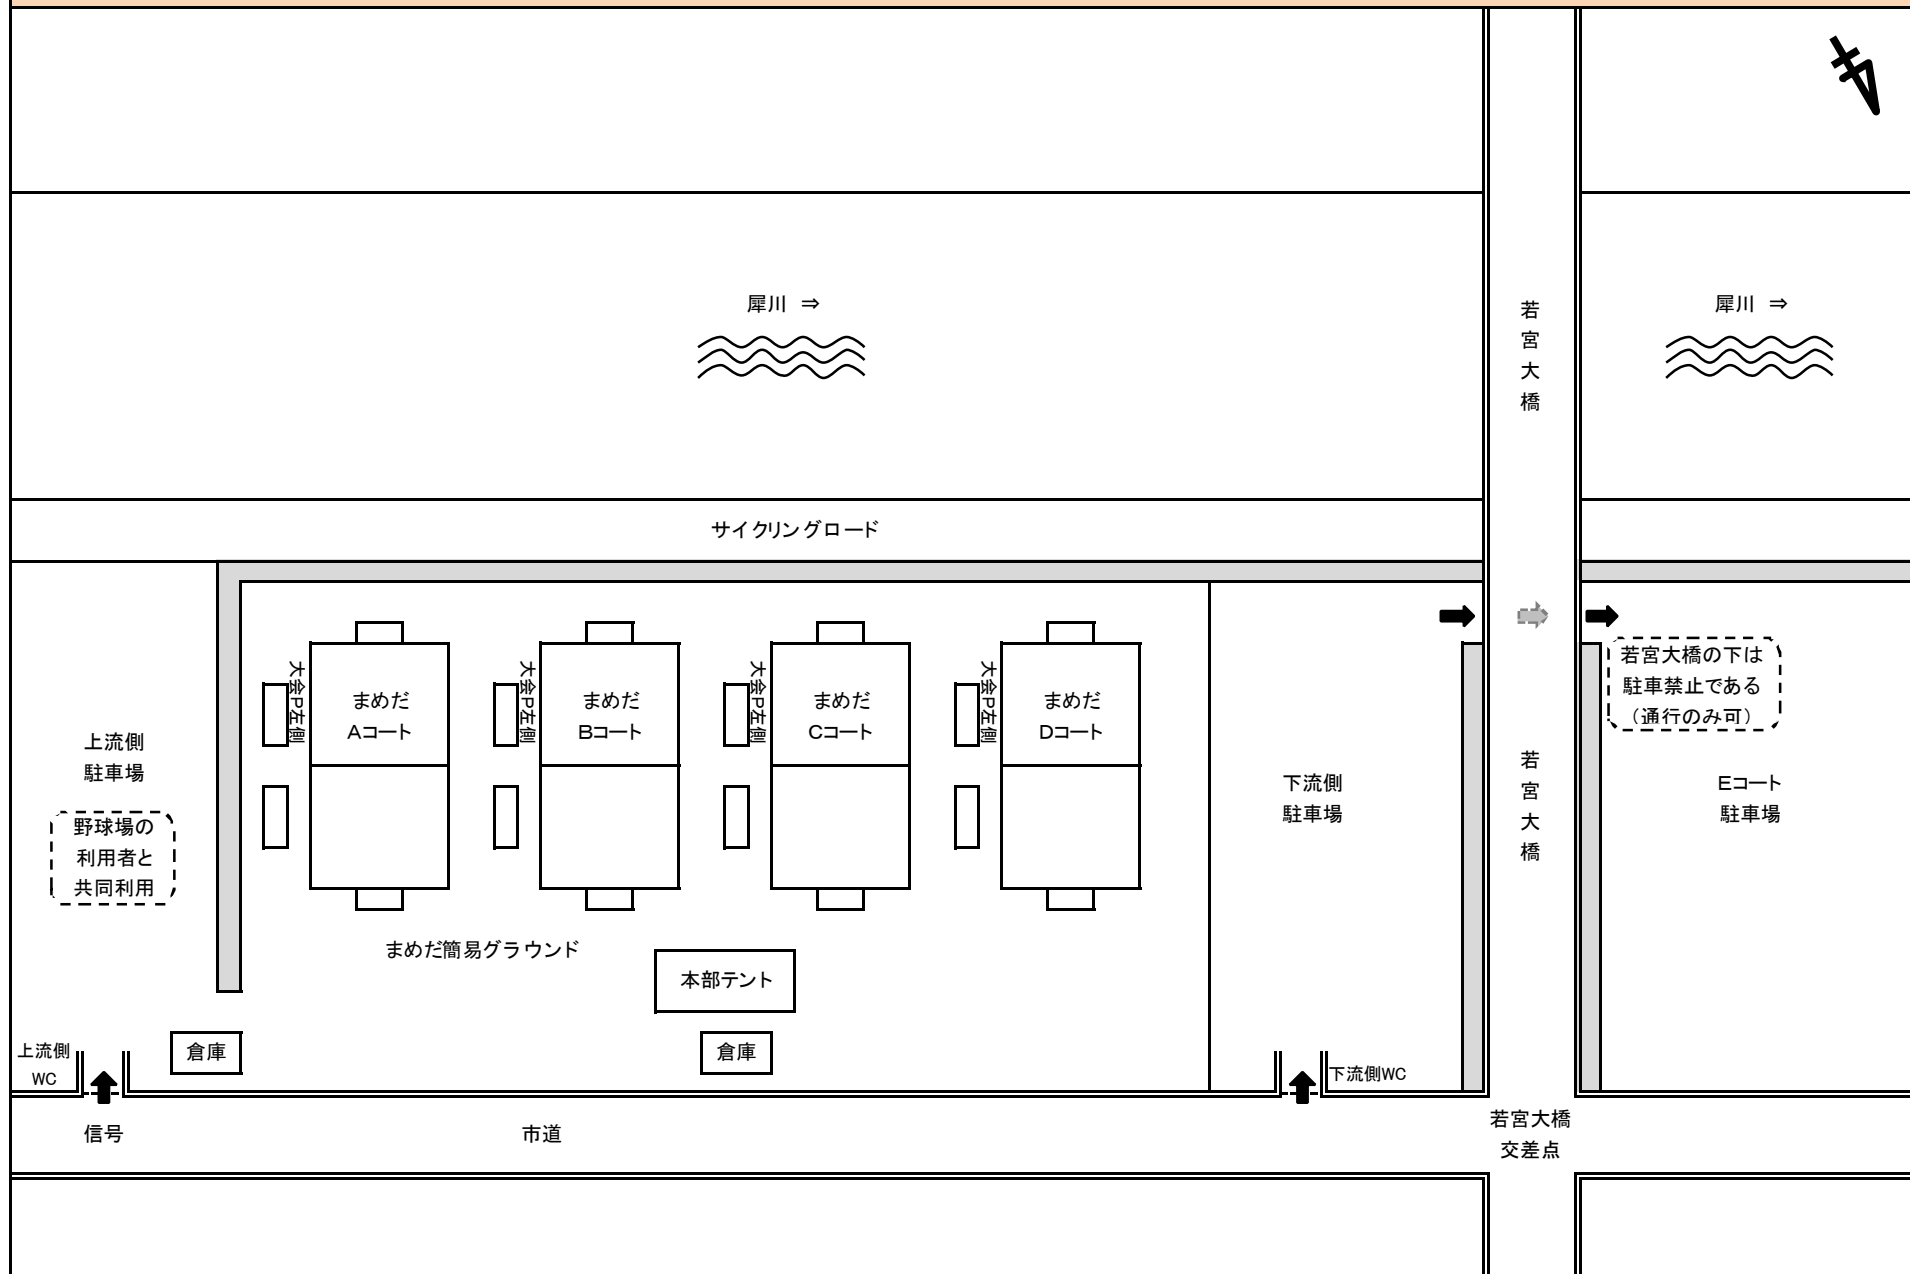 犀川 ⇒
犀川 ⇒
若宮大橋
サイクリングロード
大会P左側
まめだ
Aコート
大会P左側
まめだ
Bコート
大会P左側
まめだ
Cコート
大会P左側
まめだ
Dコート
若宮大橋の下は
駐車禁止である
（通行のみ可）
上流側
駐車場
野球場の
利用者と
共同利用
下流側
駐車場
若宮大橋
Eコート
駐車場
まめだ簡易グラウンド
本部テント
上流側
WC
倉庫
倉庫
下流側WC
信号
市道
若宮大橋
交差点